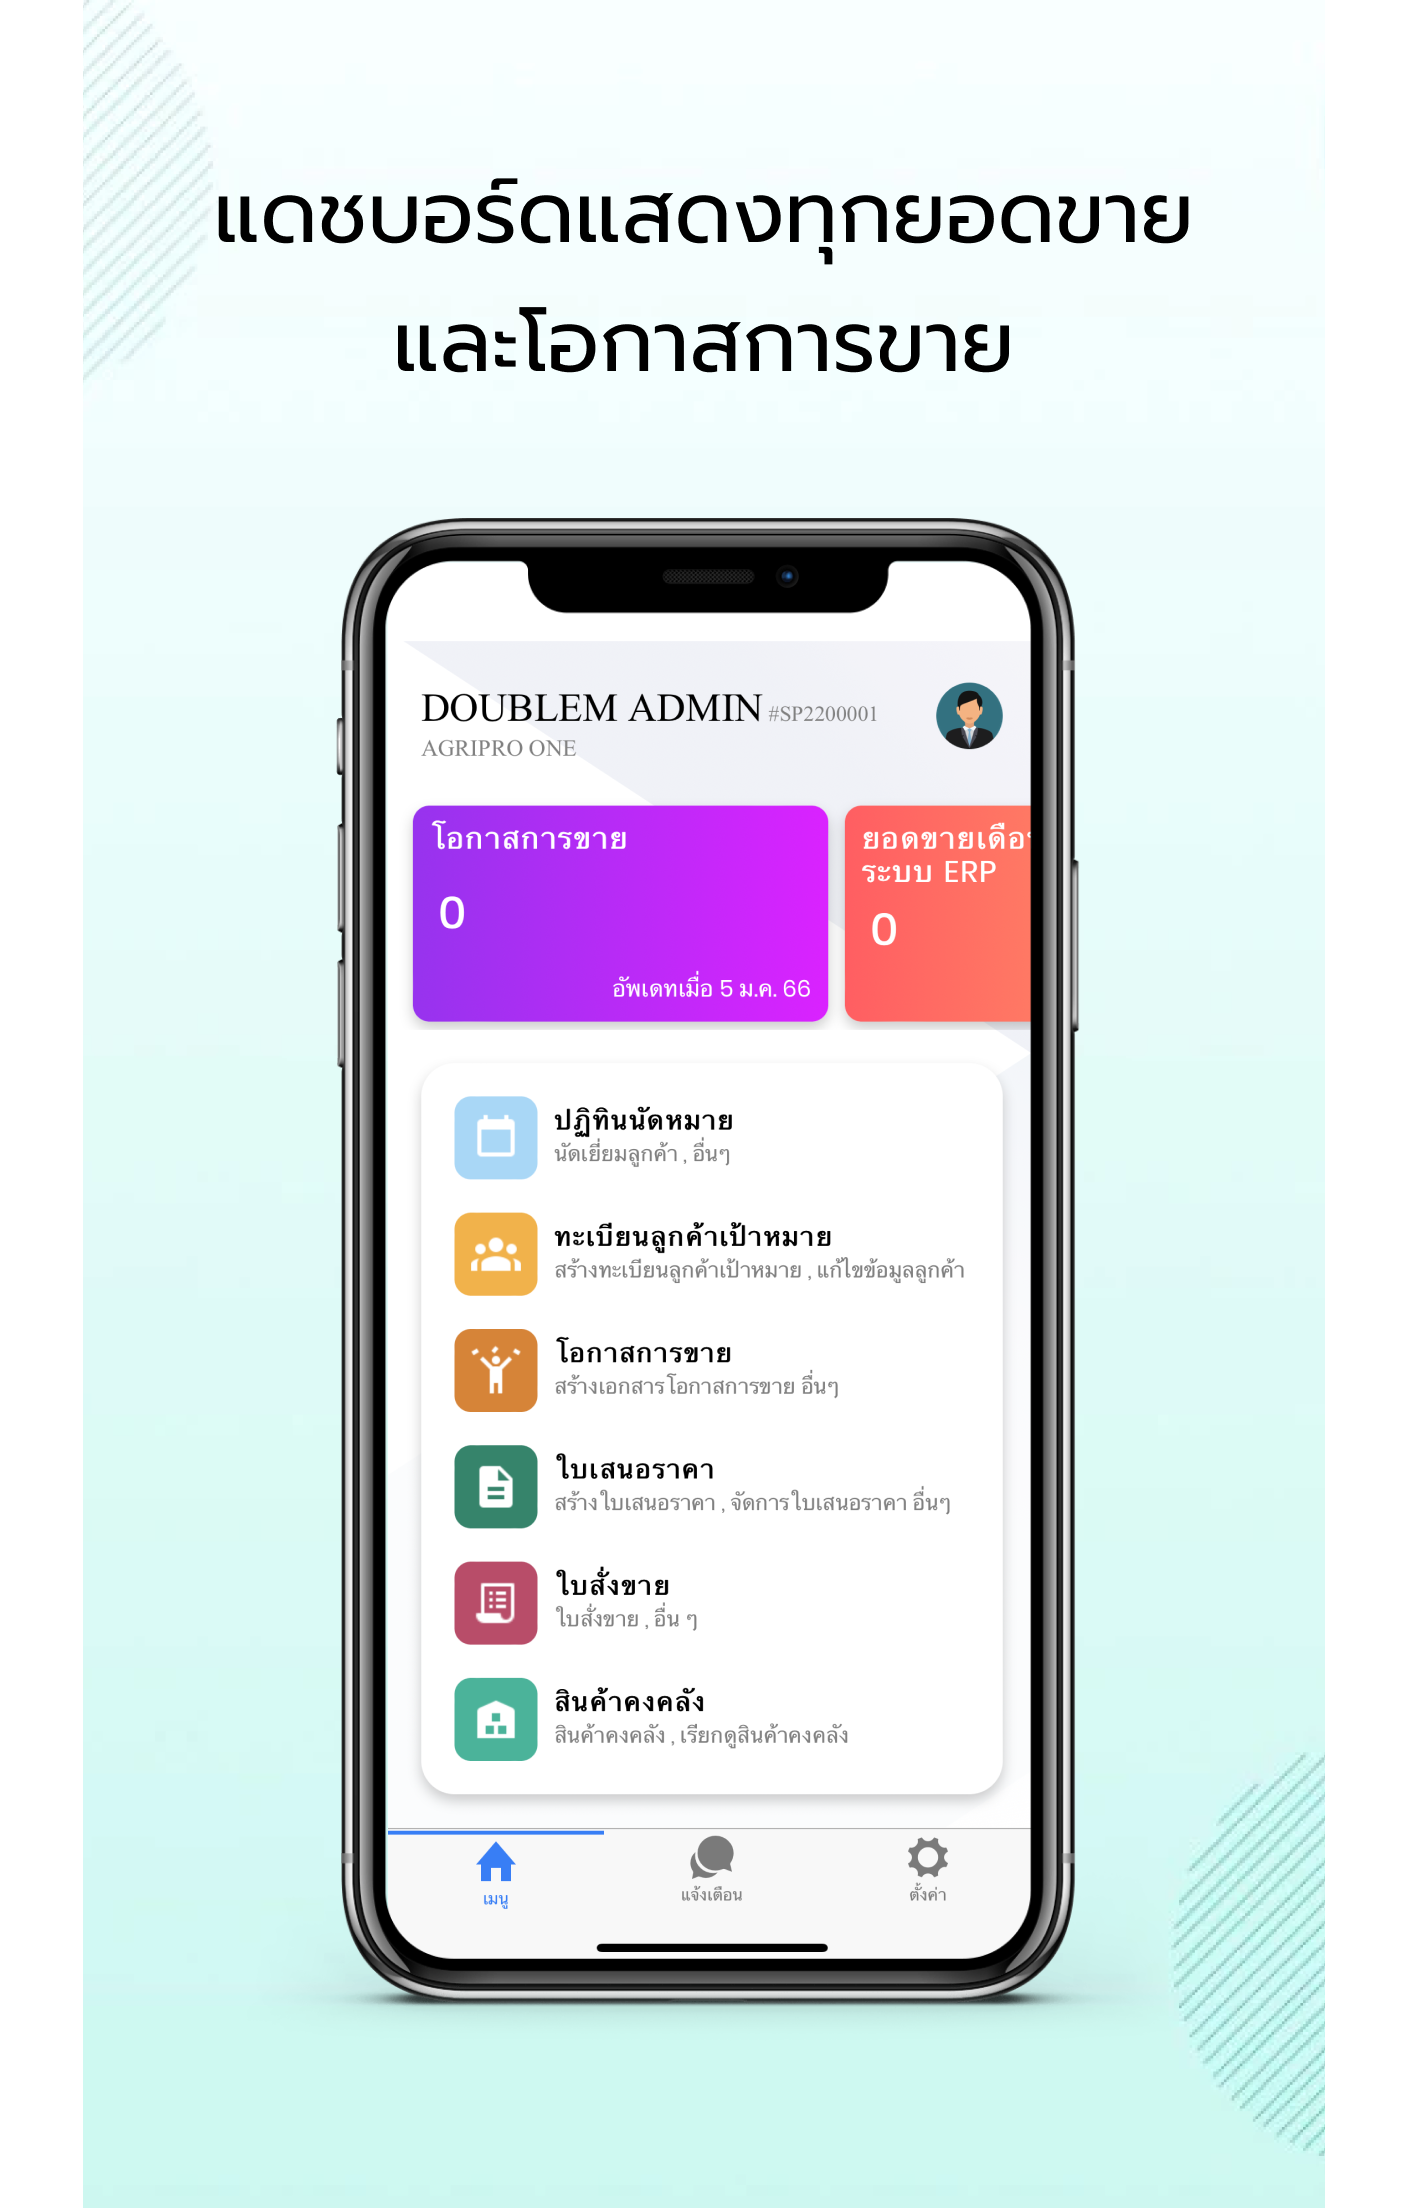 แดชบอร์ดแสดงทุกยอดขาย
และโอกาสการขาย
DOUBLEM ADMIN #SP2200001
AGRIPRO ONE
โอกาสการขาย
0
อัพเดทเมื่อ 5 ม.ค. 66
ระบบ ERP
0
ปฏิทินนัดหมาย
นัดเยี่ยมลูกค้า , อื่นๆ
ทะเบียนลูกค้าเป้าหมาย
สร้างทะเบียนลูกค้าเป้าหมาย , แก้ไขข้อมูลลูกค้า
โอกาสการขาย
สร้างเอกสารโอกาสการขาย อื่นๆ
ใบเสนอราคา
สร้างใบเสนอราคา , จัดการใบเสนอราคา อื่นๆ
ใบสั่งขาย
ใบสั่งขาย , อื่น ๆ
สินค้าคงคลัง
สินค้าคงคลัง , เรียกดูสินค้าคงคลัง
เมนู
แจ้งเตือน
ตั้งค่า